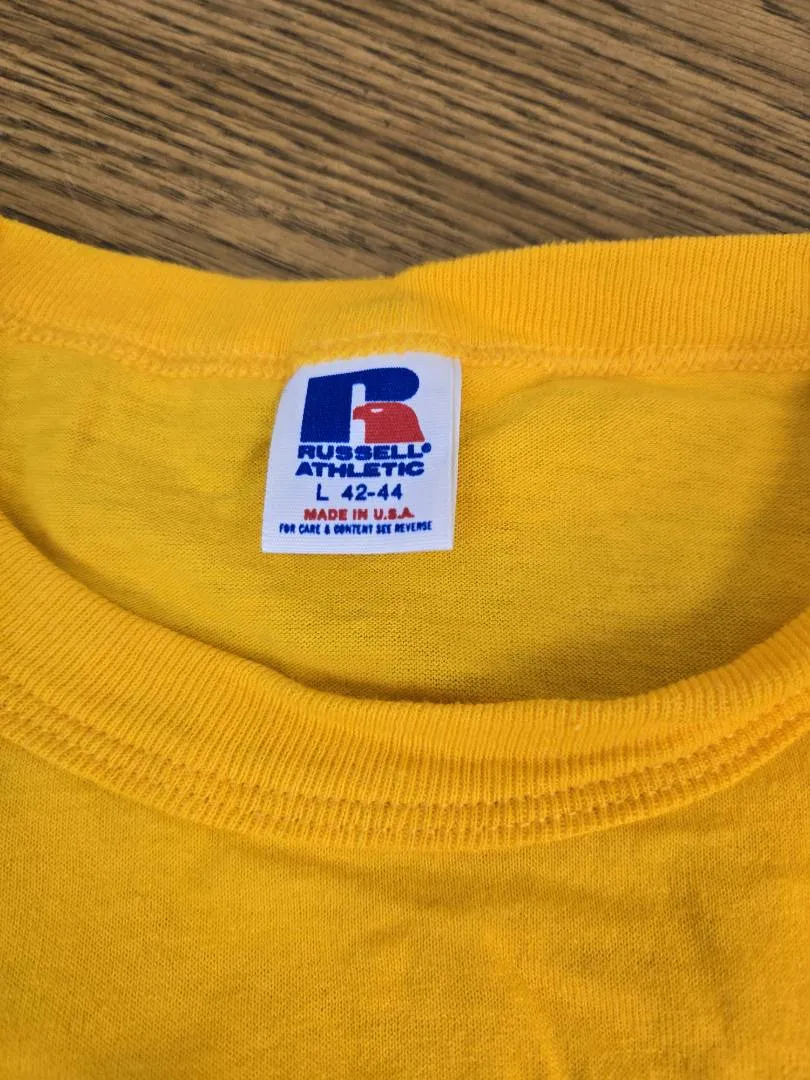 R
RUSSELL®
ATHLETIC
L 42-44
MADE IN U.S.A.
FOR CARE & CONTENT SEE REVERSE